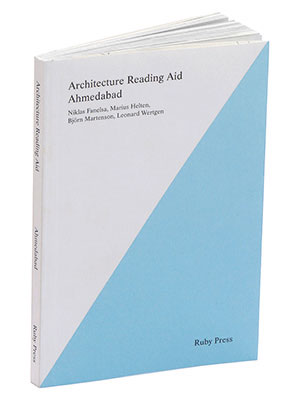 Architecture Reading Aid
Ahmedabad
Niklas Fanelsa, Marius Helten,
Björn Martenson, Leonard Wertgen
Ruby Press
Architecture Reading Aid
Ahmedabad
Ruby Press